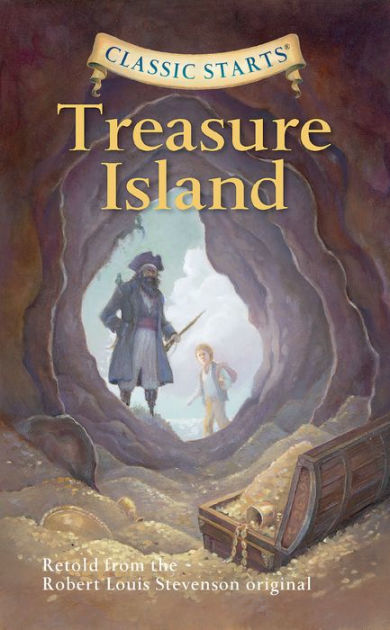 CLASSIC STARTS®
Treasure
Island
Retold from the
Robert Louis Stevenson original